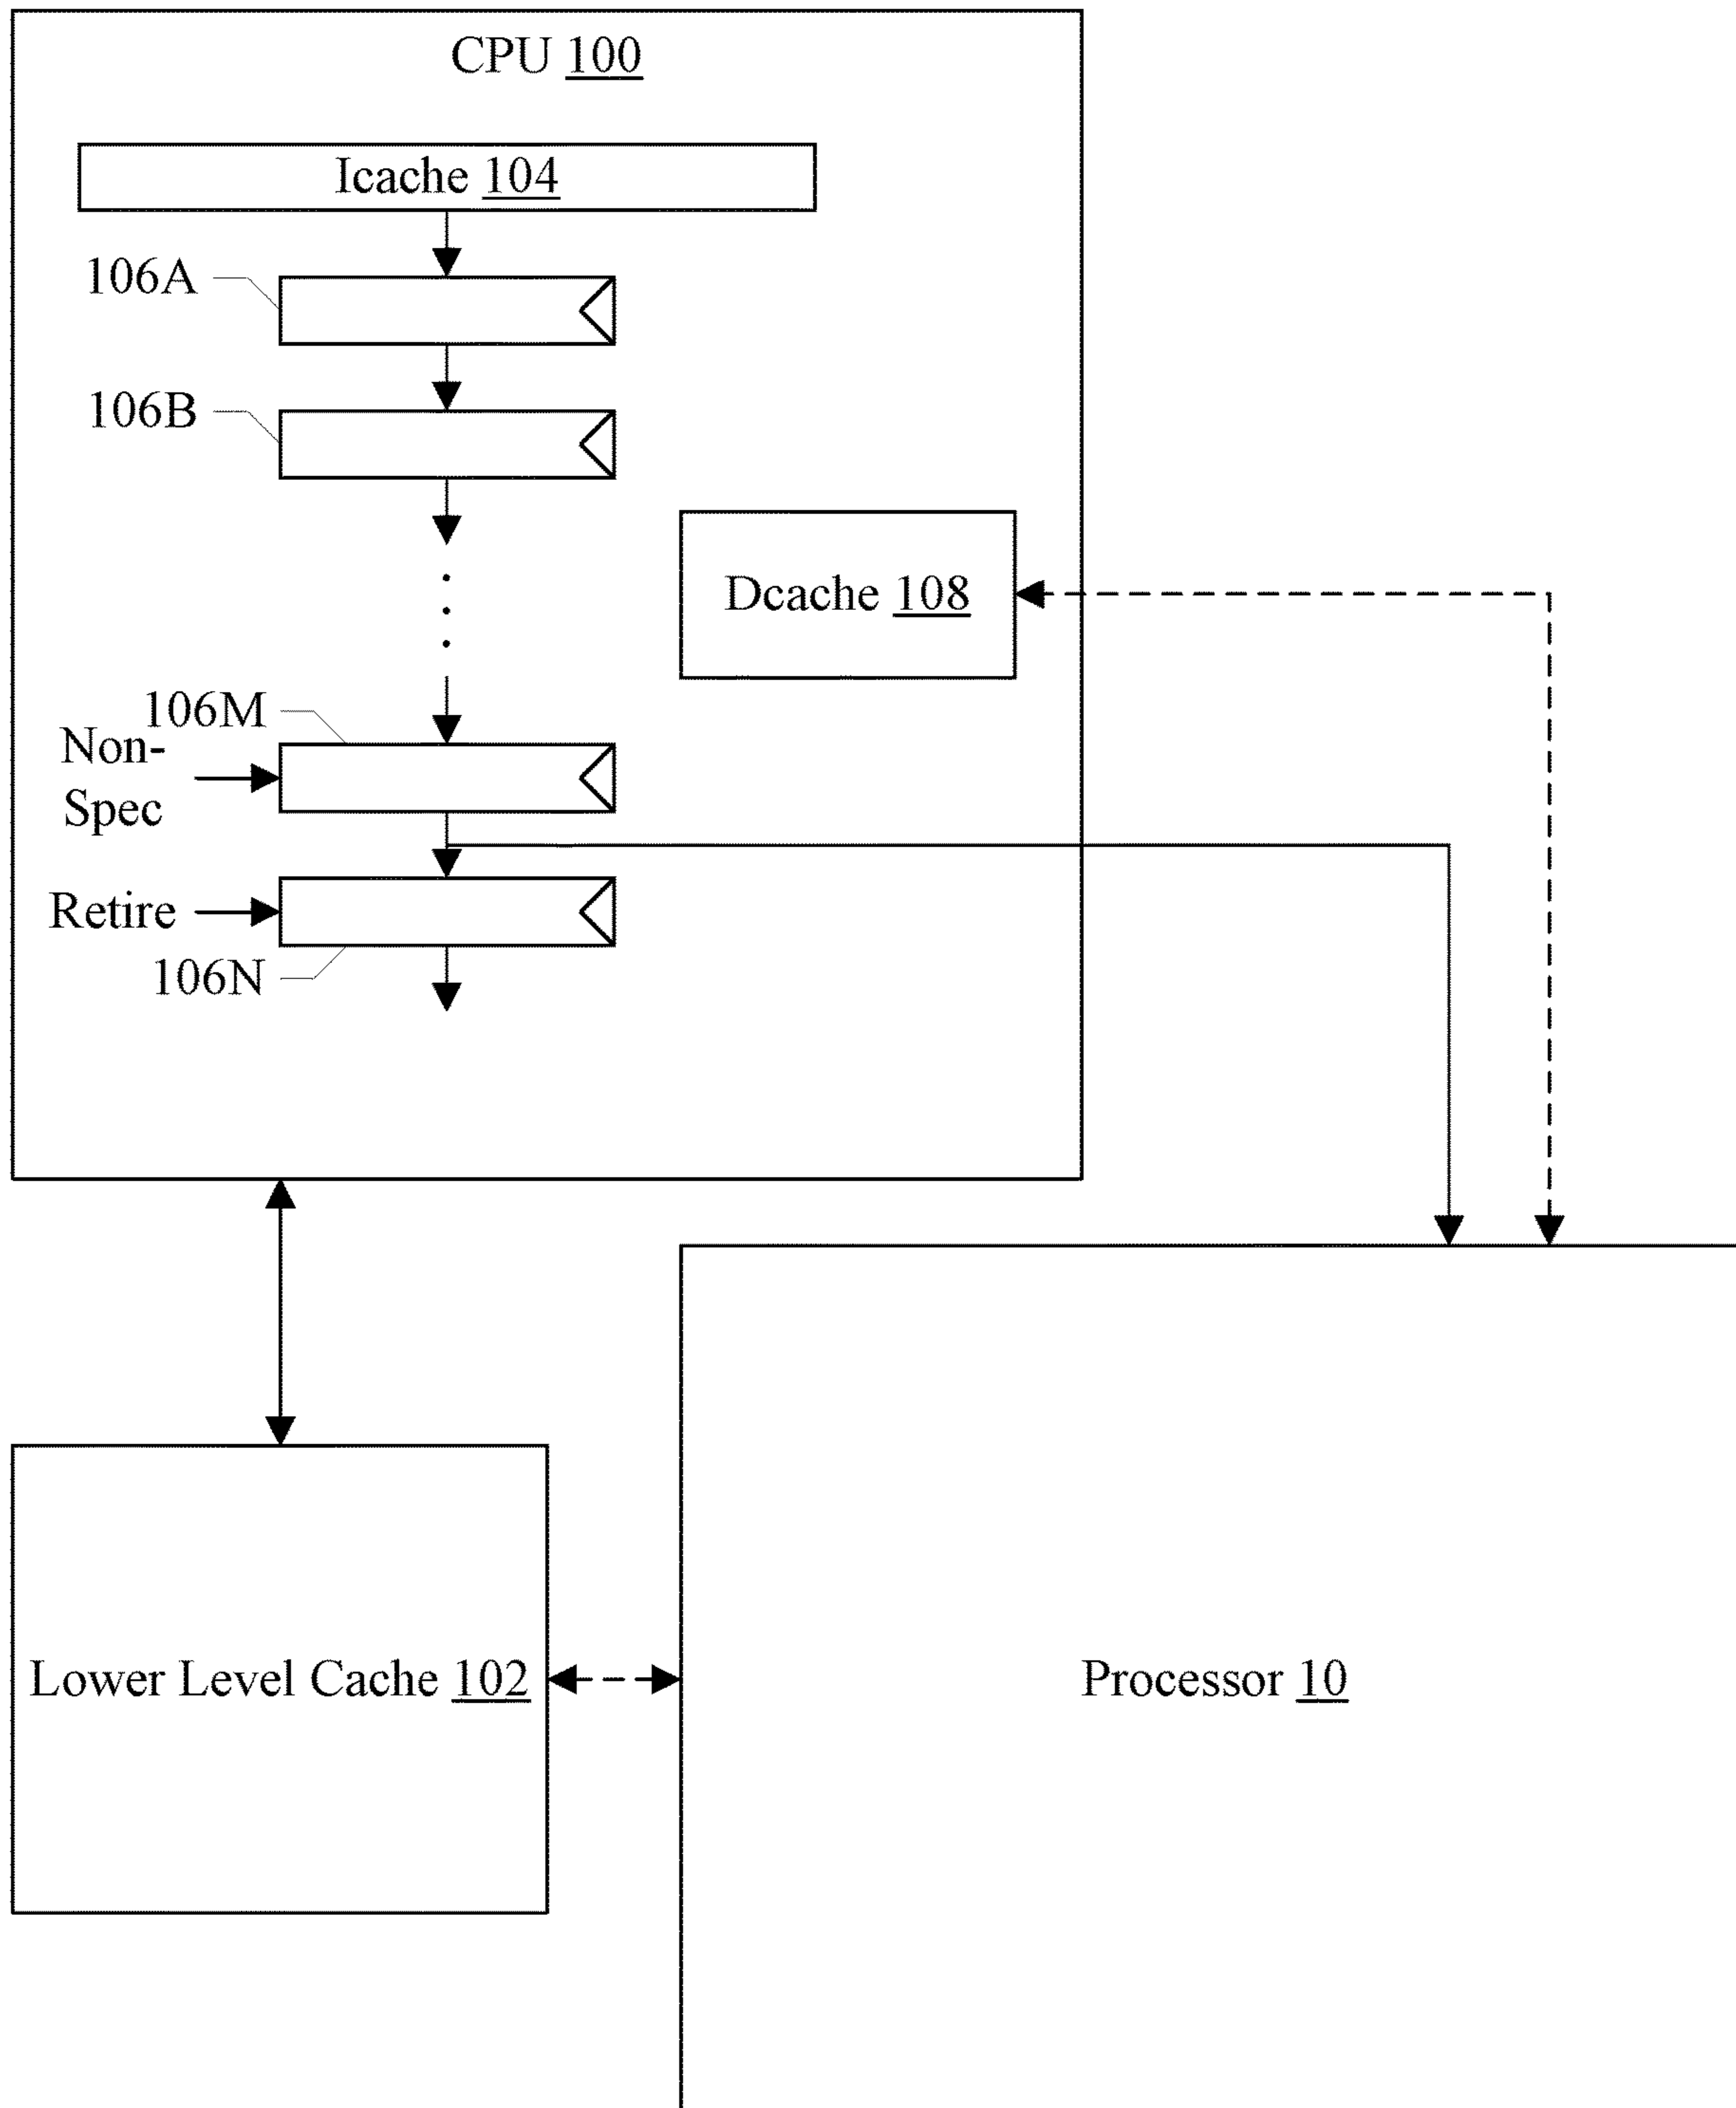 CPU 100
Icache 104
106A
106B
Dcache 108
106M
Non-
Spec
Retire
106N
Lower Level Cache 102
Processor 10